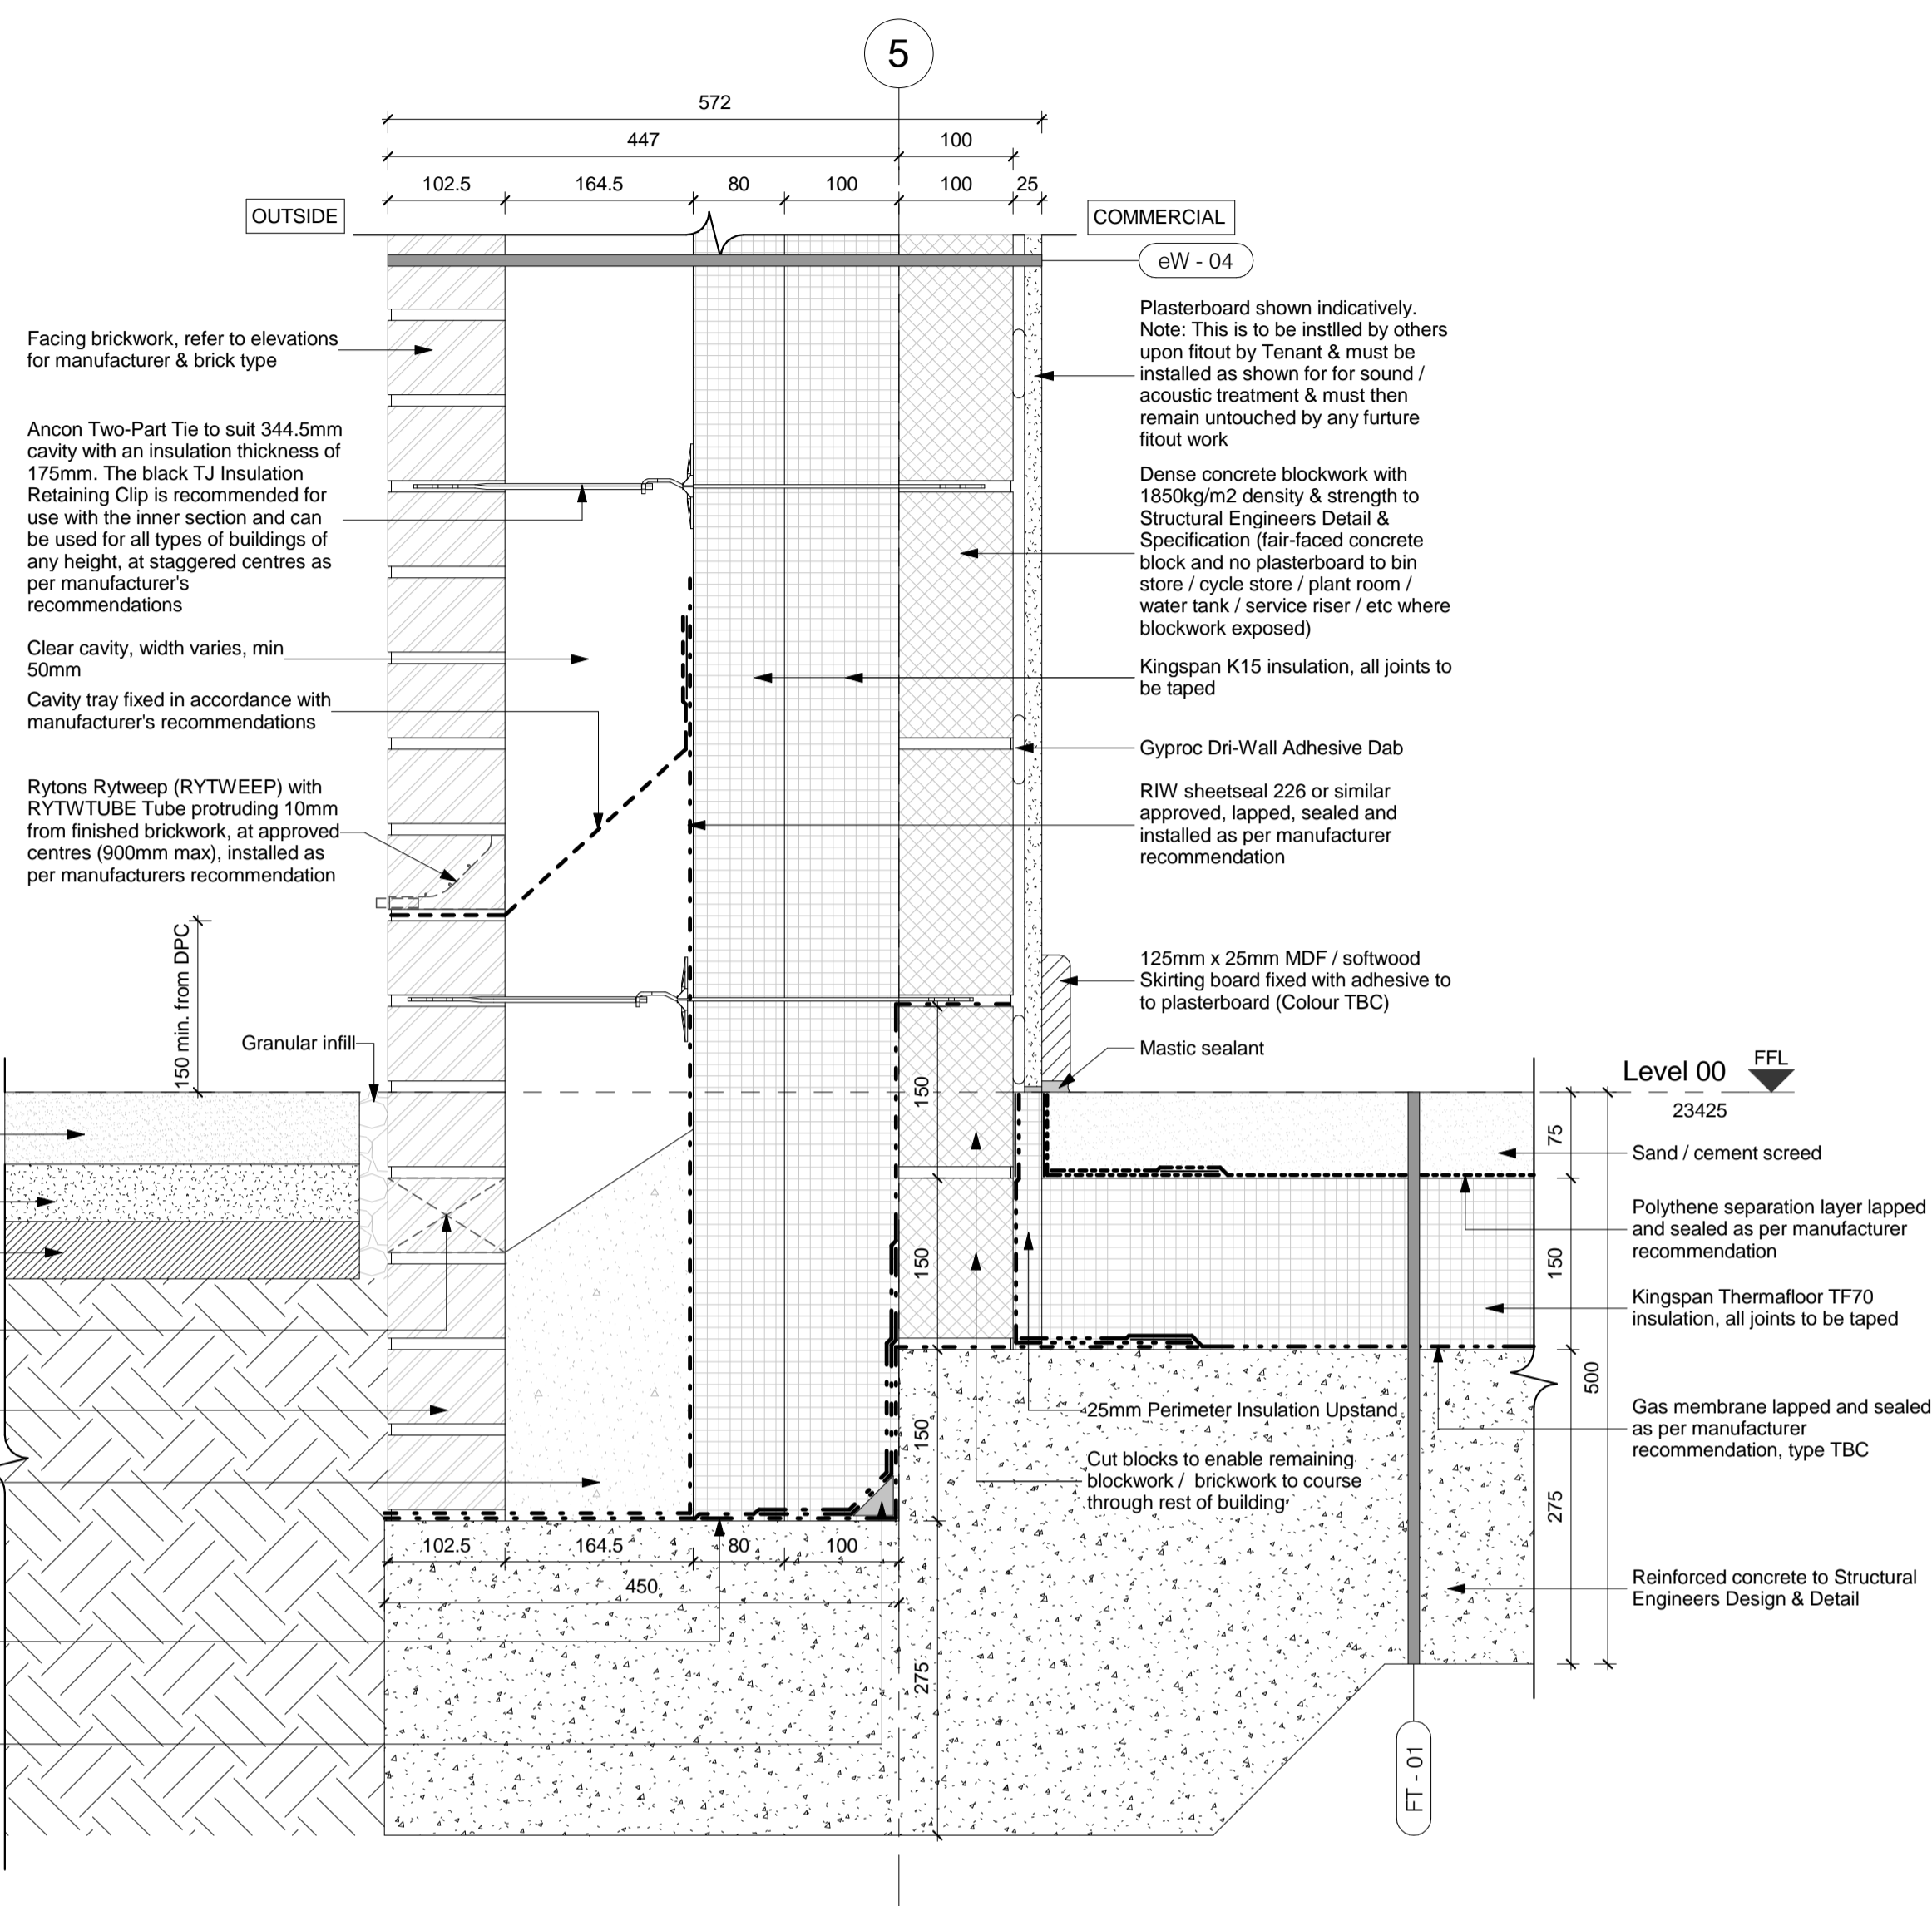 5
572
447
100
102.5
164.5
80
100
100
25
OUTSIDE
COMMERCIAL
eW - 04
Facing brickwork, refer to elevations
for manufacturer & brick type
Ancon Two-Part Tie to suit 344.5mm
cavity with an insulation thickness of
175mm. The black TJ Insulation
Retaining Clip is recommended for
use with the inner section and can
be used for all types of buildings of
any height, at staggered centres as
per manufacturer's
recommendations
Clear cavity, width varies, min
50mm
Cavity tray fixed in accordance with
manufacturer's recommendations
Rytons Rytweep (RYTWEEP) with
RYTWTUBE Tube protruding 10mm
from finished brickwork, at approved
centres (900mm max), installed as
per manufacturers recommendation
150 min. from DPC
Granular infill
Plasterboard shown indicatively.
Note: This is to be instlled by others
upon fitout by Tenant & must be
installed as shown for for sound /
acoustic treatment & must then
remain untouched by any furture
fitout work
Dense concrete blockwork with
1850kg/m2 density & strength to
Structural Engineers Detail &
Specification (fair-faced concrete
block and no plasterboard to bin
store / cycle store / plant room /
water tank / service riser / etc where
blockwork exposed)
Kingspan K15 insulation, all joints to
be taped
Gyproc Dri-Wall Adhesive Dab
RIW sheetseal 226 or similar
approved, lapped, sealed and
installed as per manufacturer
recommendation
125mm x 25mm MDF / softwood
Skirting board fixed with adhesive to
to plasterboard (Colour TBC)
Mastic sealant
Level 00
FFL
23425
Sand / cement screed
Polythene separation layer lapped
and sealed as per manufacturer
recommendation
Kingspan Thermafloor TF70
insulation, all joints to be taped
Gas membrane lapped and sealed
as per manufacturer
recommendation, type TBC
Reinforced concrete to Structural
Engineers Design & Detail
75
150
500
275
150
150
150
275
25mm Perimeter Insulation Upstand
Cut blocks to enable remaining
blockwork / brickwork to course
through rest of building
102.5
164.5
80
100
450
FT - 01